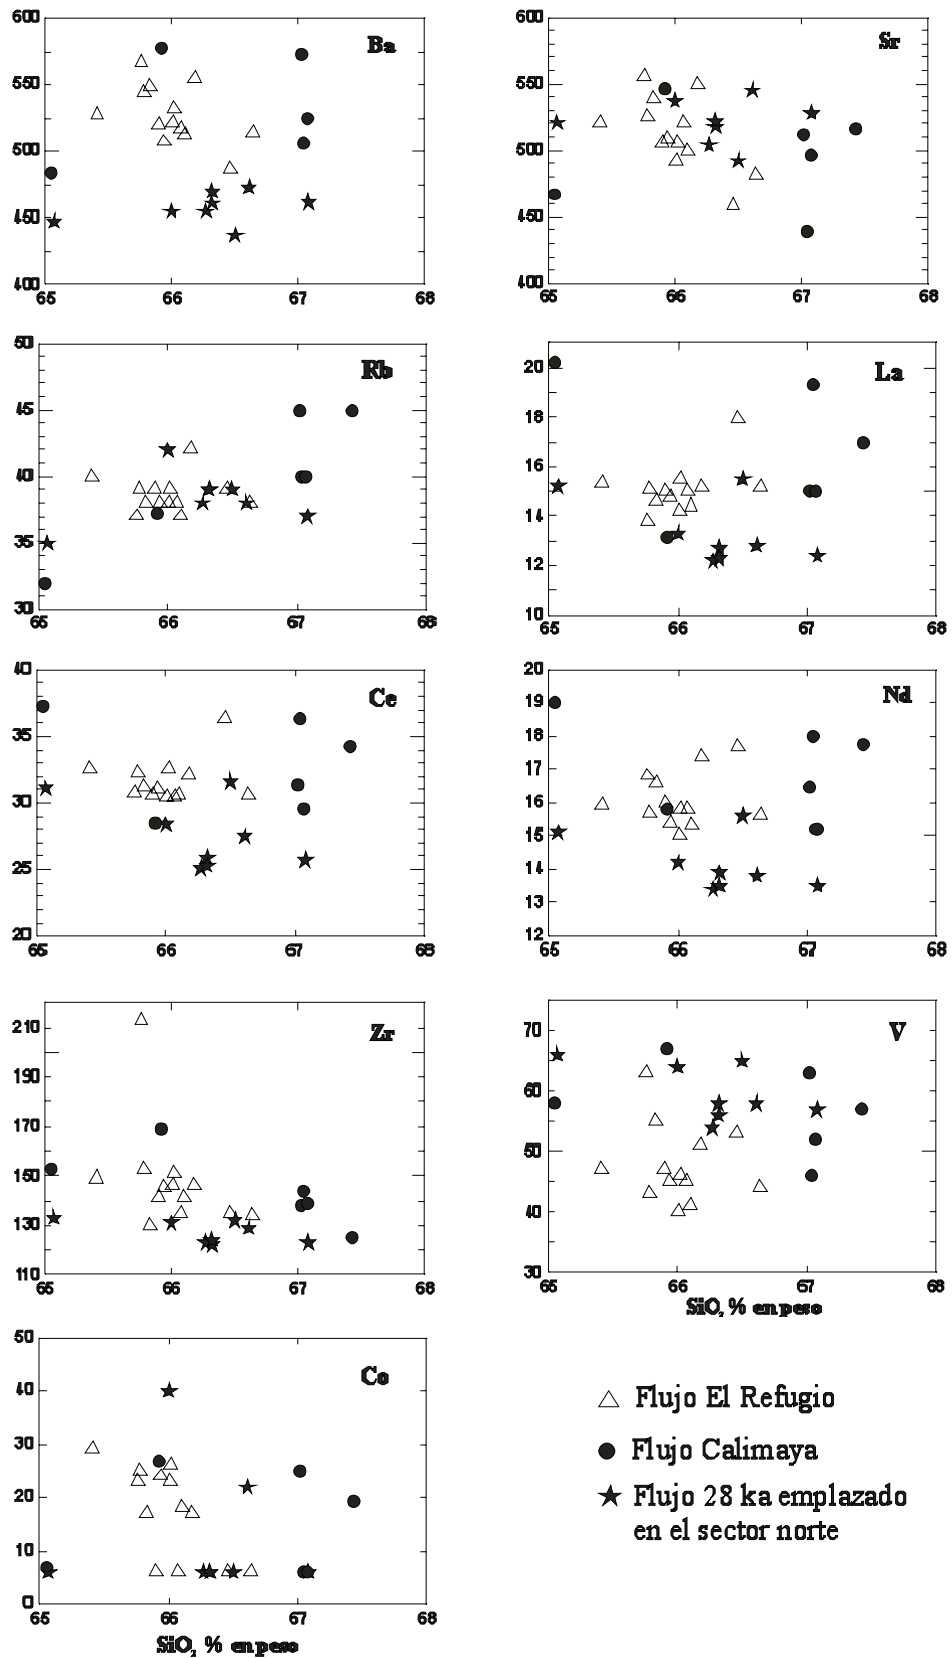 600
550
500
450
400
65 66 67 68
Ba
600
550
500
450
400
65 66 67 68
Sr
50
45
40
35
30
65 66 67 68
Rb
20
18
16
14
12
10
65 66 67 68
La
40
35
30
25
20
65 66 67 68
Ce
20
19
18
17
16
15
14
13
12
65 66 67 68
Nd
210
190
170
150
130
110
65 66 67 68
Zr
70
60
50
40
30
65 66 67 68
V
SiO₂ % en peso
50
40
30
20
10
0
65 66 67 68
Co
SiO₂ % en peso
Flujo El Refugio
Flujo Calimaya
Flujo 28 ka emplazado
en el sector norte